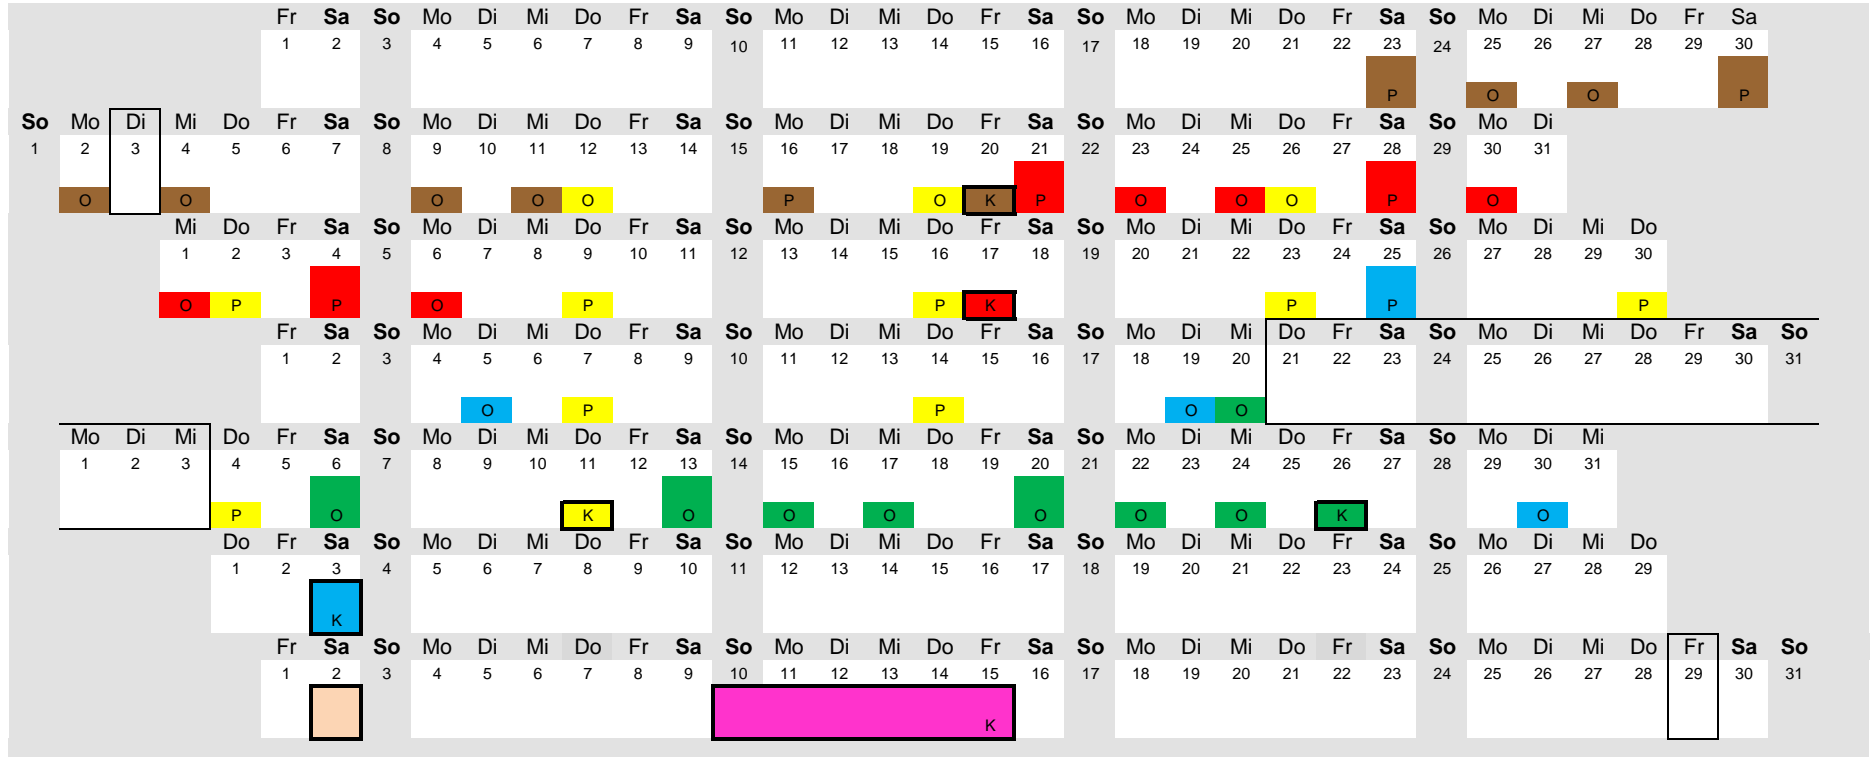 Fr Sa So Mo Di Mi Do Fr Sa So Mo Di Mi Do Fr Sa So Mo Di Mi Do Fr Sa So Mo Di Mi Do Fr Sa
1 2 3 4 5 6 7 8 9 10 11 12 13 14 15 16 17 18 19 20 21 22 23 24 25 26 27 28 29 30
P O O P
So Mo Di Mi Do Fr Sa So Mo Di Mi Do Fr Sa So Mo Di Mi Do Fr Sa So Mo Di Mi Do Fr Sa So Mo Di
1 2 3 4 5 6 7 8 9 10 11 12 13 14 15 16 17 18 19 20 21 22 23 24 25 26 27 28 29 30 31
O O O O O P O K P O O O P O
Mi Do Fr Sa So Mo Di Mi Do Fr Sa So Mo Di Mi Do Fr Sa So Mo Di Mi Do Fr Sa So Mo Di Mi Do
1 2 3 4 5 6 7 8 9 10 11 12 13 14 15 16 17 18 19 20 21 22 23 24 25 26 27 28 29 30
O P P O P P K P P P
Fr Sa So Mo Di Mi Do Fr Sa So Mo Di Mi Do Fr Sa So Mo Di Mi Do Fr Sa So Mo Di Mi Do Fr Sa So
1 2 3 4 5 6 7 8 9 10 11 12 13 14 15 16 17 18 19 20 21 22 23 24 25 26 27 28 29 30 31
O P P O O
Mo Di Mi Do Fr Sa So Mo Di Mi Do Fr Sa So Mo Di Mi Do Fr Sa So Mo Di Mi Do Fr Sa So Mo Di Mi
1 2 3 4 5 6 7 8 9 10 11 12 13 14 15 16 17 18 19 20 21 22 23 24 25 26 27 28 29 30 31
P O K O O O O O O K O
Do Fr Sa So Mo Di Mi Do Fr Sa So Mo Di Mi Do Fr Sa So Mo Di Mi Do Fr Sa So Mo Di Mi Do
1 2 3 4 5 6 7 8 9 10 11 12 13 14 15 16 17 18 19 20 21 22 23 24 25 26 27 28 29
K
Fr Sa So Mo Di Mi Do Fr Sa So Mo Di Mi Do Fr Sa So Mo Di Mi Do Fr Sa So Mo Di Mi Do Fr Sa So
1 2 3 4 5 6 7 8 9 10 11 12 13 14 15 16 17 18 19 20 21 22 23 24 25 26 27 28 29 30 31
K